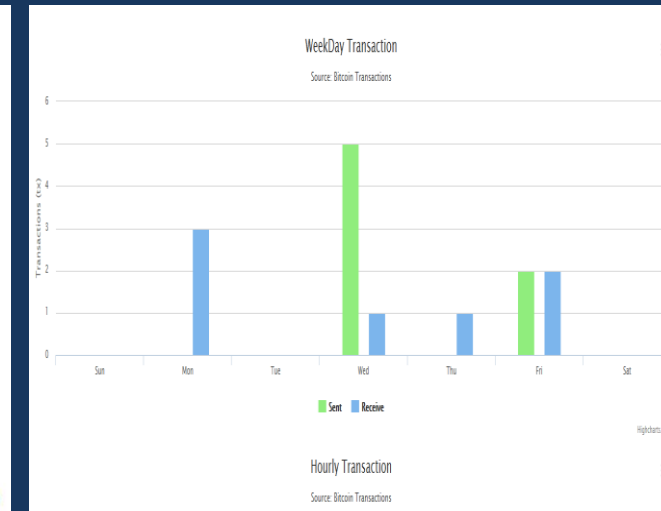 WeekDay Transaction
Source: Bitcoin Transactions
6
5
4
3
2
1
0
Transactions (tx)
Sun Mon Tue Wed Thu Fri Sat
Sent Receive
Highcharts
Hourly Transaction
Source: Bitcoin Transactions